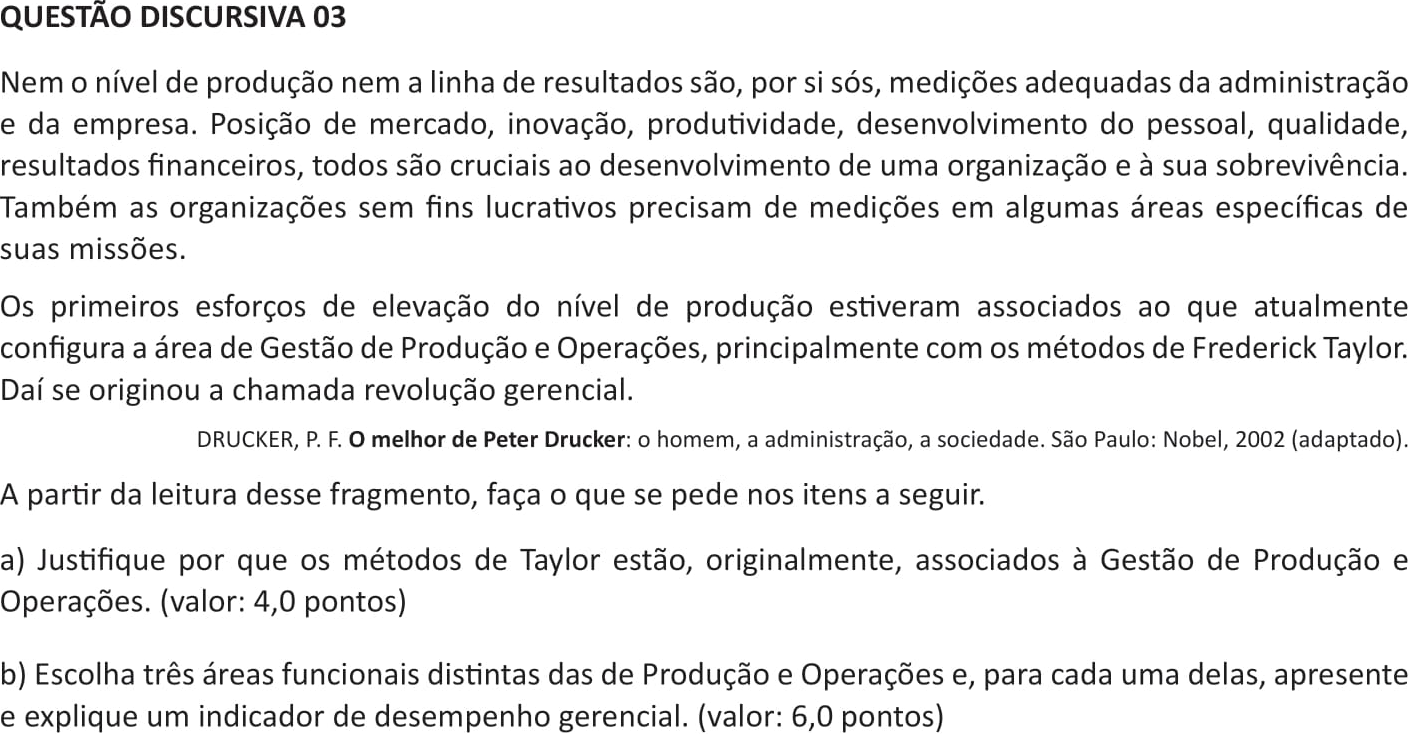 QUESTÃO DISCURSIVA 03
Nem o nível de produção nem a linha de resultados são, por si sós, medições adequadas da administração
e da empresa. Posição de mercado, inovação, produtividade, desenvolvimento do pessoal, qualidade,
resultados financeiros, todos são cruciais ao desenvolvimento de uma organização e à sua sobrevivência.
Também as organizações sem fins lucrativos precisam de medições em algumas áreas específicas de
suas missões.
Os primeiros esforços de elevação do nível de produção estiveram associados ao que atualmente
configura a área de Gestão de Produção e Operações, principalmente com os métodos de Frederick Taylor.
Daí se originou a chamada revolução gerencial.
DRUCKER, P. F. O melhor de Peter Drucker: o homem, a administração, a sociedade. São Paulo: Nobel, 2002 (adaptado).
A partir da leitura desse fragmento, faça o que se pede nos itens a seguir.
a) Justifique por que os métodos de Taylor estão, originalmente, associados à Gestão de Produção e
Operações. (valor: 4,0 pontos)
b) Escolha três áreas funcionais distintas das de Produção e Operações e, para cada uma delas, apresente
e explique um indicador de desempenho gerencial. (valor: 6,0 pontos)